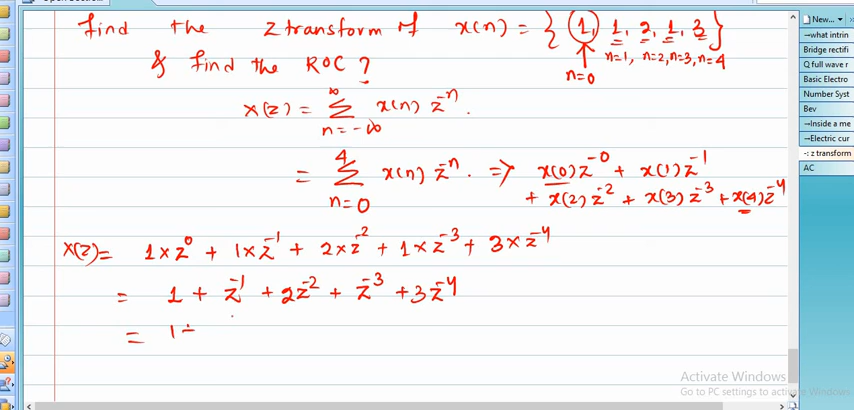 find the z transform of x(n) = { 1, 1, 2, 1, 3 }
n=0 n=1, n=2, n=3, n=4
& find the ROC ?
X(z) = ∞∑n=-∞ x(n) z^-n.
= 4∑n=0 x(n) z^-n. => x(0)z^-0 + x(1)z^-1
+ x(2)z^-2 + x(3)z^-3 + x(4)z^-4
X(z)= 1×z^0 + 1×z^-1 + 2×z^-2 + 1×z^-3 + 3×z^-4
= 1 + z^-1 + 2z^-2 + z^-3 + 3z^-4
= 1+
New...
what intrin
Bridge rectifi
Q full wave r
Basic Electro
Number Syst
Bev
Inside a me
Electric cur
-: z transform
AC
Activate Windows
Go to PC settings to activate Windows.